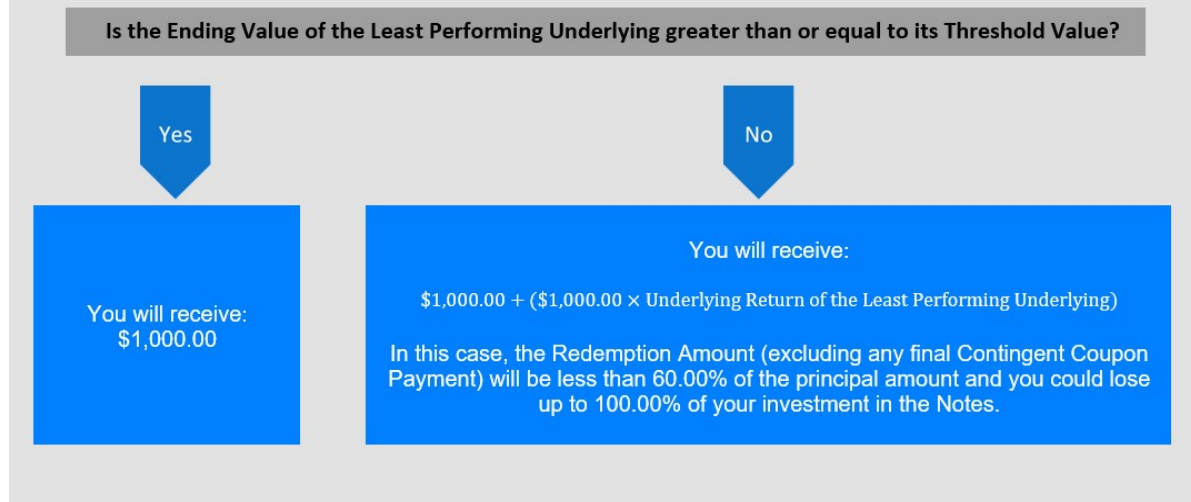 Is the Ending Value of the Least Performing Underlying greater than or equal to its Threshold Value?
Yes
No
You will receive:
$1,000.00
You will receive:
$1,000.00 + ($1,000.00 × Underlying Return of the Least Performing Underlying)
In this case, the Redemption Amount (excluding any final Contingent Coupon
Payment) will be less than 60.00% of the principal amount and you could lose
up to 100.00% of your investment in the Notes.